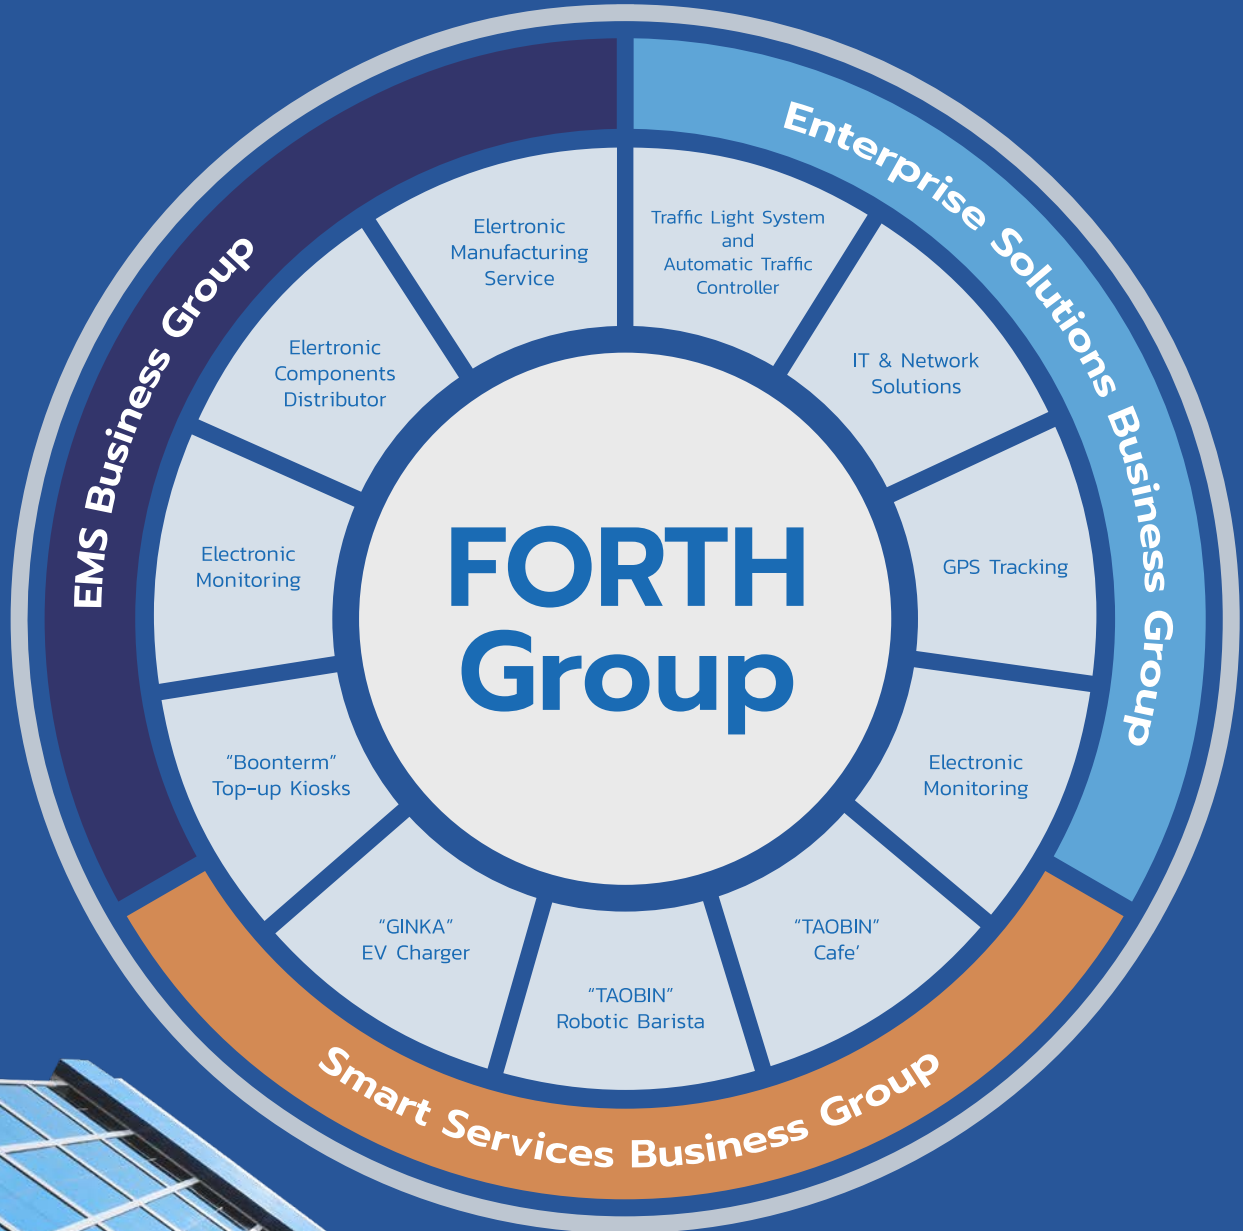 FORTH
Group
Enterprise Solutions Business Group
Traffic Light System
and
Automatic Traffic
Controller
IT & Network
Solutions
GPS Tracking
Electronic
Monitoring
Smart Services Business Group
“TAOBIN”
Cafe’
“TAOBIN”
Robotic Barista
“GINKA”
EV Charger
“Boonterm”
Top-up Kiosks
EMS Business Group
Electronic
Monitoring
Elertronic
Components
Distributor
Elertronic
Manufacturing
Service